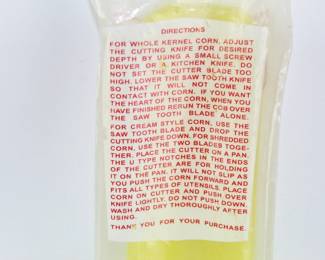 DIRECTIONS
FOR WHOLE KERNEL CORN, ADJUST
THE CUTTING KNIFE FOR DESIRED
DEPTH BY USING A SMALL SCREW
DRIVER OR A KITCHEN KNIFE. DO
NOT SET THE CUTTER BLADE TOO
HIGH, LOWER THE SAW TOOTH KNIFE
SO THAT IT WILL NOT COME IN
CONTACT WITH CORN. IF YOU WANT
THE HEART OF THE CORN, WHEN YOU
HAVE FINISHED RERUN THE COB OVER
THE SAW TOOTH BLADE ALONE.
FOR CREAM STYLE CORN, USE THE
SAW TOOTH BLADE AND DROP THE
CUTTING KNIFE DOWN. FOR SHREDDED
CORN, USE THE TWO BLADES TOGE-
THER. PLACE THE CUTTER ON A PAN.
THE U TYPE NOTCHES IN THE ENDS
OF THE CUTTER ARE FOR HOLDING
IT ON THE PAN. IT WILL NOT SLIP AS
YOU PUSH THE CORN FORWARD AND
FITS ALL TYPES OF UTENSILS. PLACE
CORN ON CUTTER AND PUSH OVER
KNIFE LIGHTLY. DO NOT PUSH DOWN.
WASH AND DRY THOROUGHLY AFTER
USING.
THANK YOU FOR YOUR PURCHASE.